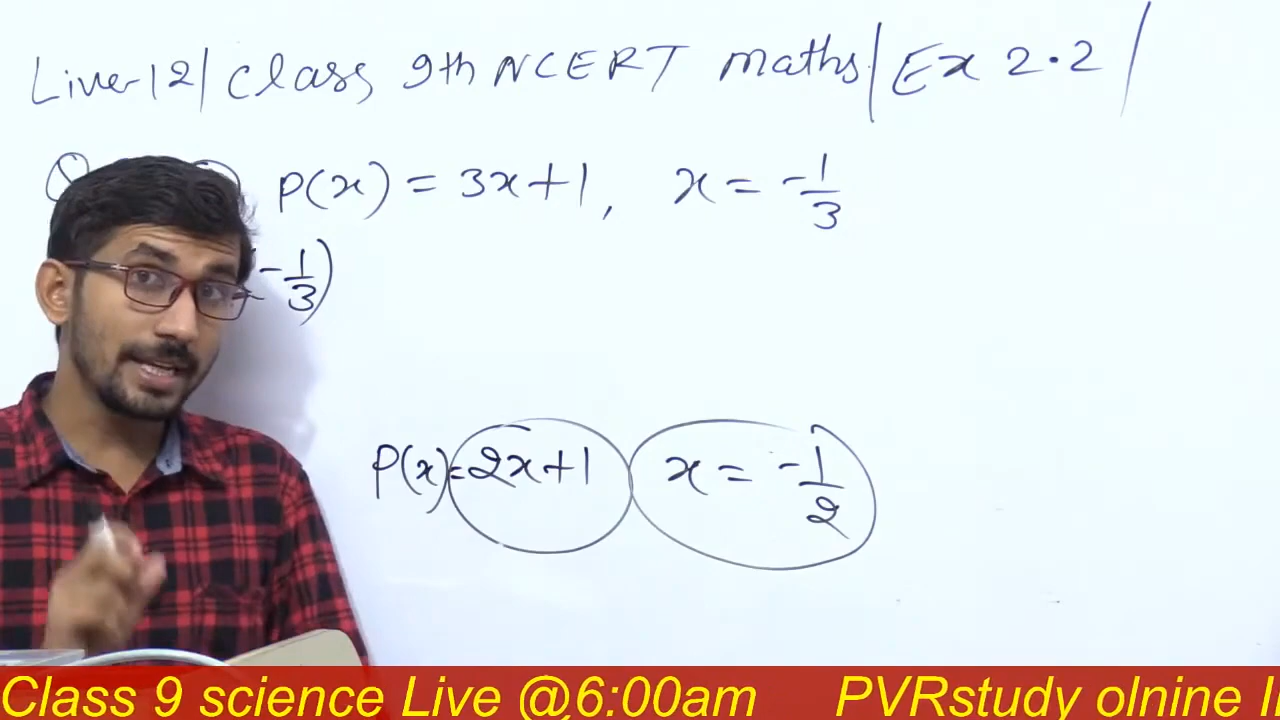 Liver-12| Class 9th NCERT maths| Ex 2.2|
Q P(x) = 3x+1, x = -1/3
(-1/3)
P(x)=2x+1 x = -1/2
Class 9 science Live @6:00am PVRstudy olnine I